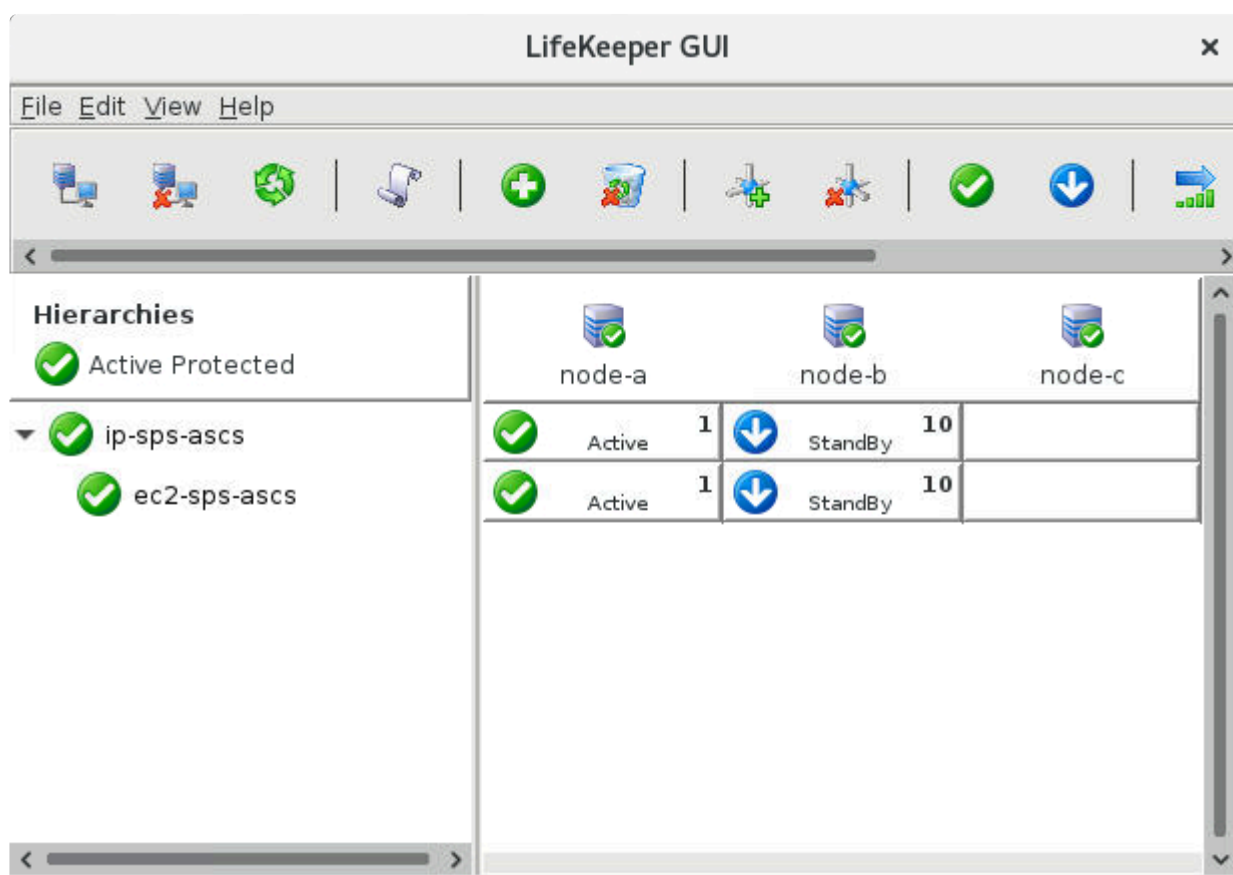 LifeKeeper GUI
File Edit View Help
Hierarchies
Active Protected
node-a node-b node-c
ip-sps-ascs
Active 1 StandBy 10
ec2-sps-ascs
Active 1 StandBy 10